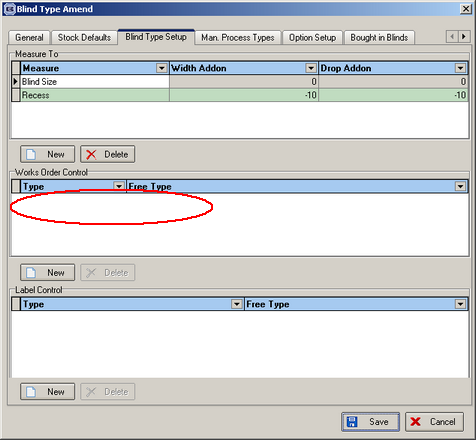 Blind Type Amend
General Stock Defaults Blind Type Setup Man. Process Types Option Setup Bought in Blinds
Measure To
Measure Width Addon Drop Addon
Blind Size 0 0
Recess -10 -10
New Delete
Works Order Control
Type Free Type
New Delete
Label Control
Type Free Type
New Delete
Save Cancel